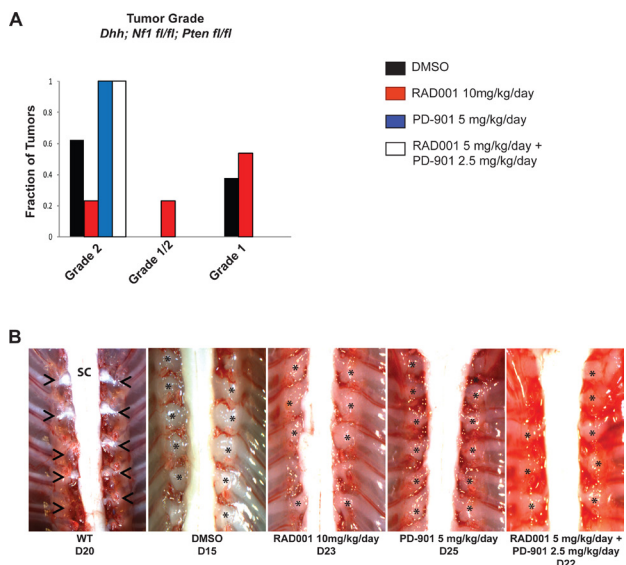 A
Tumor Grade
Dhh; Nf1 fl/fl; Pten fl/fl
Fraction of Tumors
1
0.8
0.6
0.4
0.2
0
Grade 2
Grade 1/2
Grade 1
DMSO
RAD001 10mg/kg/day
PD-901 5 mg/kg/day
RAD001 5 mg/kg/day +
PD-901 2.5 mg/kg/day
B
SC
WT
D20
DMSO
D15
RAD001 10mg/kg/day
D23
PD-901 5 mg/kg/day
D25
RAD001 5 mg/kg/day +
PD-901 2.5 mg/kg/day
D22